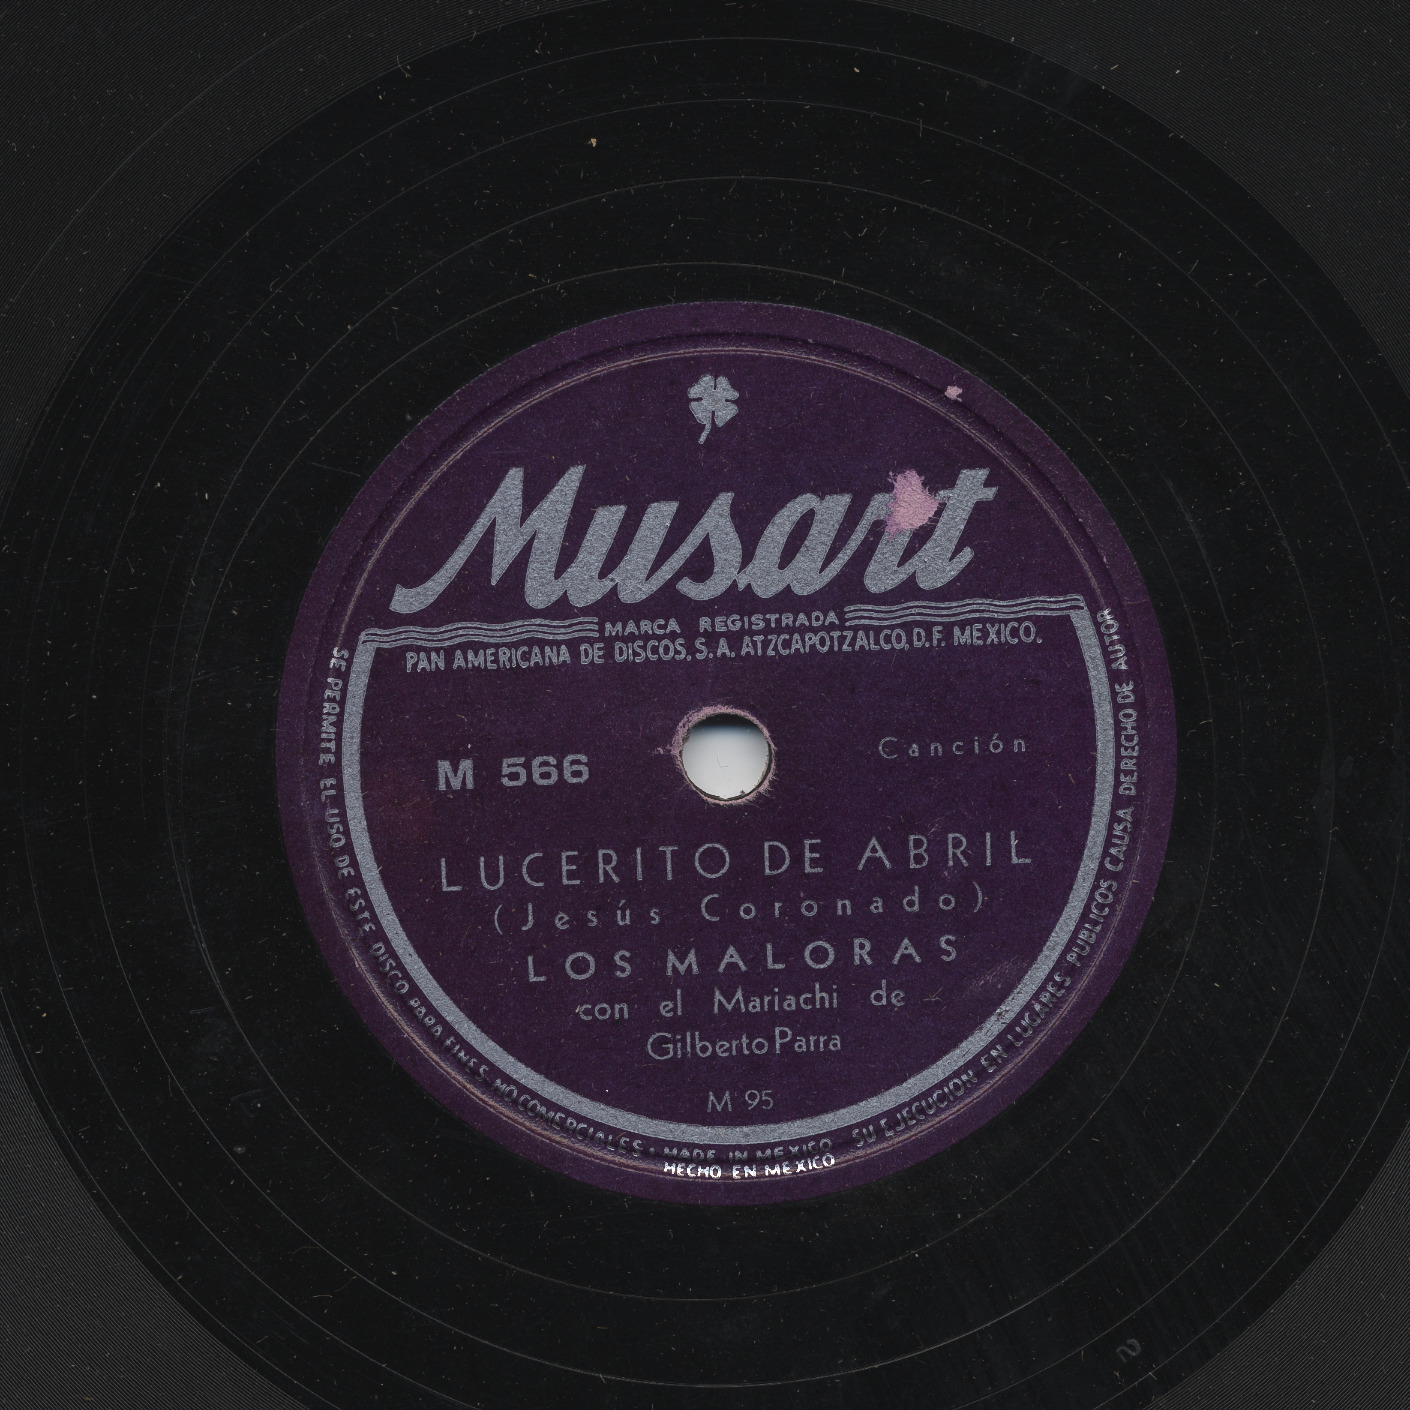 Musart
MARCA REGISTRADA
PAN AMERICANA DE DISCOS, S.A. ATZCAPOTZALCO, D.F. MEXICO.
M 566
Canción
LUCERITO DE ABRIL
(Jesús Coronado)
LOS MALORAS
con el Mariachi de
Gilberto Parra
M 95
SE PERMITE EL USO DE ESTE DISCO PARA FINES NO COMERCIALES · MADE IN MEXICO SU EJECUCION EN LUGARES PUBLICOS CAUSA DERECHO DE AUTOR
HECHO EN MEXICO